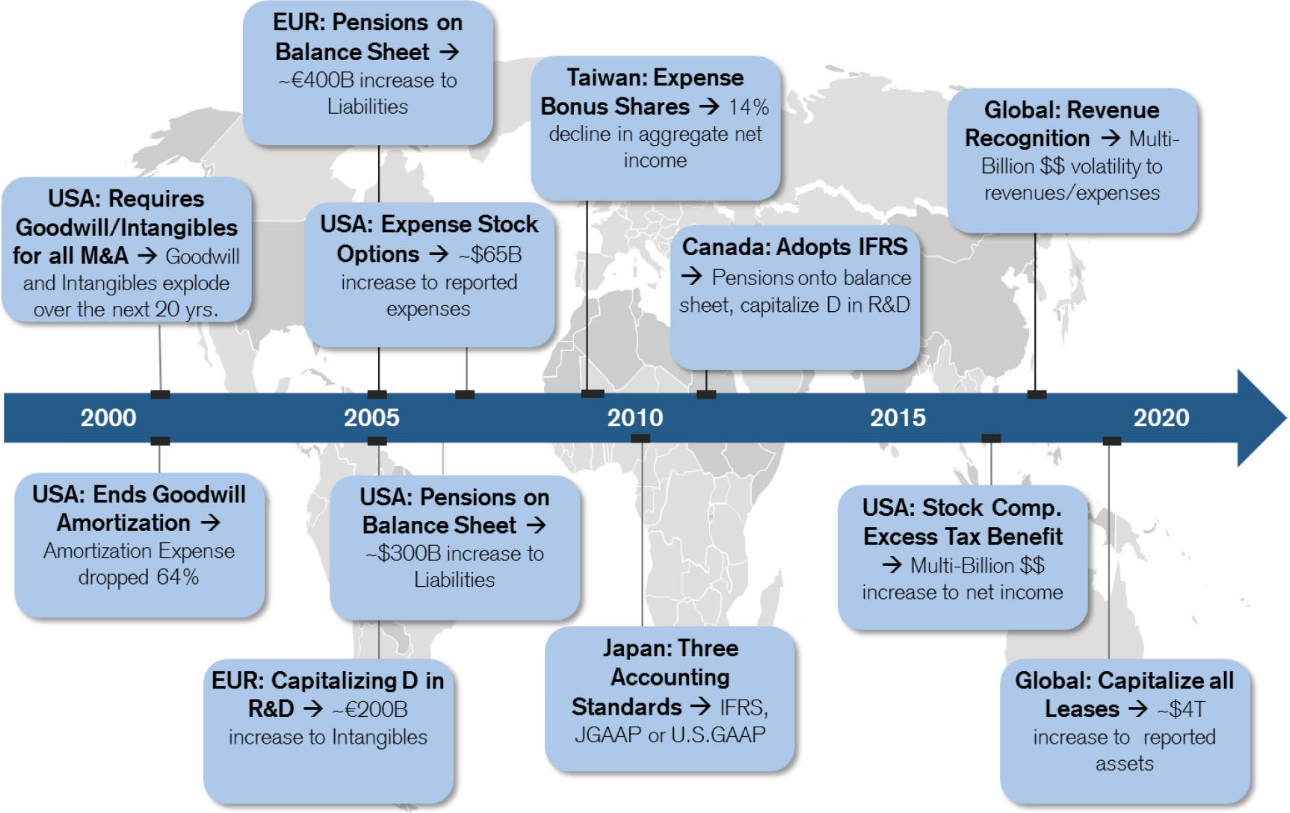 EUR: Pensions on
Balance Sheet →
~€400B increase to
Liabilities
Taiwan: Expense
Bonus Shares → 14%
decline in aggregate net
income
Global: Revenue
Recognition → Multi-
Billion $$ volatility to
revenues/expenses
USA: Requires
Goodwill/Intangibles
for all M&A → Goodwill
and Intangibles explode
over the next 20 yrs.
USA: Expense Stock
Options → ~$65B
increase to reported
expenses
Canada: Adopts IFRS
→ Pensions onto balance
sheet, capitalize D in R&D
2000 2005 2010 2015 2020
USA: Ends Goodwill
Amortization →
Amortization Expense
dropped 64%
USA: Pensions on
Balance Sheet →
~$300B increase to
Liabilities
USA: Stock Comp.
Excess Tax Benefit
→ Multi-Billion $$
increase to net income
EUR: Capitalizing D in
R&D → ~€200B
increase to Intangibles
Japan: Three
Accounting
Standards → IFRS,
JGAAP or U.S.GAAP
Global: Capitalize all
Leases → ~$4T
increase to reported
assets